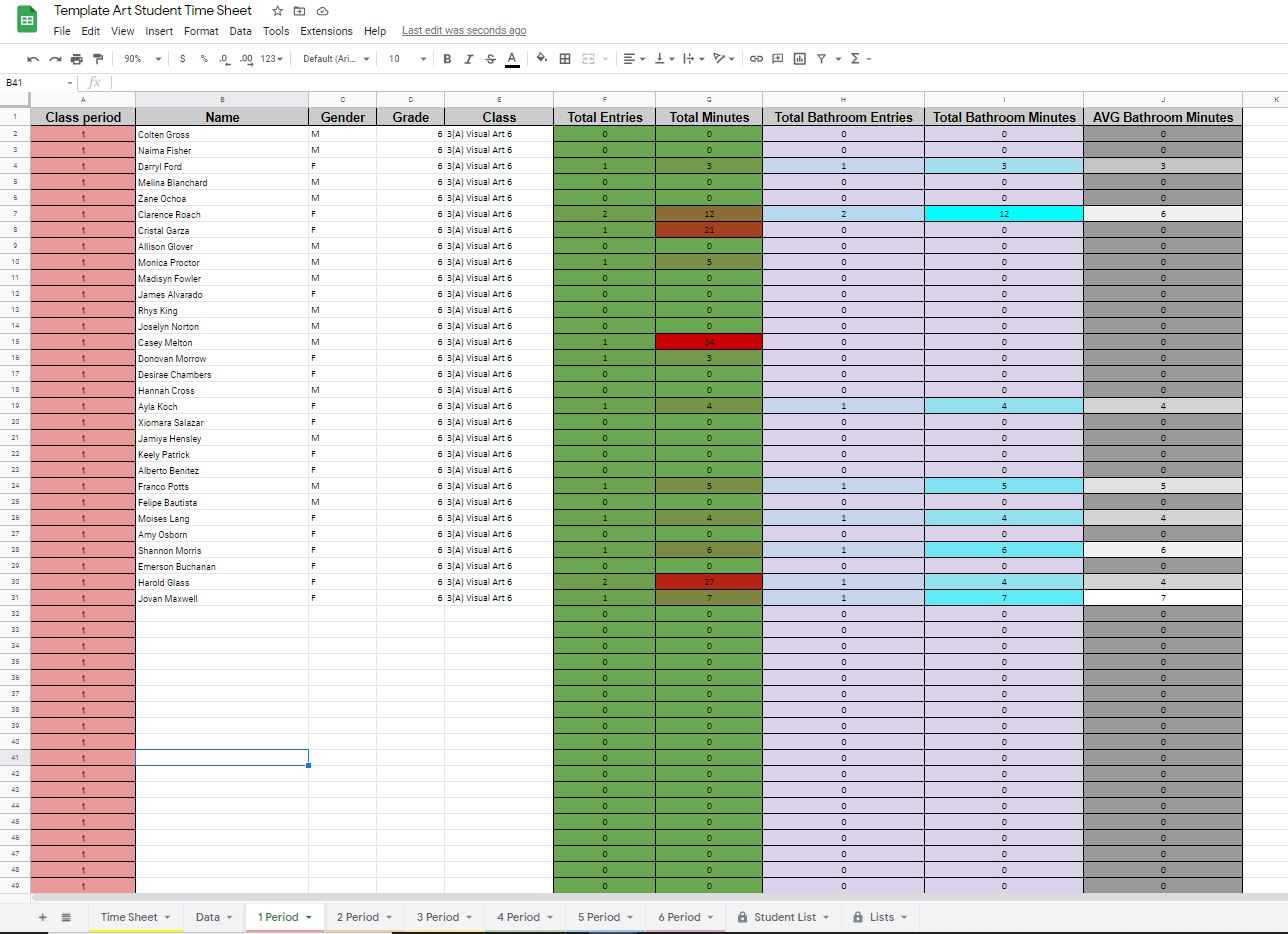 Template Art Student Time Sheet
File Edit View Insert Format Data Tools Extensions Help Last edit was seconds ago
90% $ % .0 .00 123 Default (Ari... 10 B I S A Σ
B41 fx
A B C D E F G H I J K
1 Class period Name Gender Grade Class Total Entries Total Minutes Total Bathroom Entries Total Bathroom Minutes AVG Bathroom Minutes
2 1 Colten Gross M 6 3(A) Visual Art 6 0 0 0 0 0
3 1 Naima Fisher M 6 3(A) Visual Art 6 0 0 0 0 0
4 1 Darryl Ford F 6 3(A) Visual Art 6 1 3 1 3 3
5 1 Melina Blanchard M 6 3(A) Visual Art 6 0 0 0 0 0
6 1 Zane Ochoa M 6 3(A) Visual Art 6 0 0 0 0 0
7 1 Clarence Roach F 6 3(A) Visual Art 6 2 12 2 12 6
8 1 Cristal Garza F 6 3(A) Visual Art 6 1 21 0 0 0
9 1 Allison Glover M 6 3(A) Visual Art 6 0 0 0 0 0
10 1 Monica Proctor M 6 3(A) Visual Art 6 1 5 0 0 0
11 1 Madisyn Fowler M 6 3(A) Visual Art 6 0 0 0 0 0
12 1 James Alvarado F 6 3(A) Visual Art 6 0 0 0 0 0
13 1 Rhys King M 6 3(A) Visual Art 6 0 0 0 0 0
14 1 Joselyn Norton M 6 3(A) Visual Art 6 0 0 0 0 0
15 1 Casey Melton M 6 3(A) Visual Art 6 1 34 0 0 0
16 1 Donovan Morrow F 6 3(A) Visual Art 6 1 3 0 0 0
17 1 Desirae Chambers F 6 3(A) Visual Art 6 0 0 0 0 0
18 1 Hannah Cross M 6 3(A) Visual Art 6 0 0 0 0 0
19 1 Ayla Koch F 6 3(A) Visual Art 6 1 4 1 4 4
20 1 Xiomara Salazar F 6 3(A) Visual Art 6 0 0 0 0 0
21 1 Jamiya Hensley M 6 3(A) Visual Art 6 0 0 0 0 0
22 1 Keely Patrick F 6 3(A) Visual Art 6 0 0 0 0 0
23 1 Alberto Benitez F 6 3(A) Visual Art 6 0 0 0 0 0
24 1 Franco Potts M 6 3(A) Visual Art 6 1 5 1 5 5
25 1 Felipe Bautista M 6 3(A) Visual Art 6 0 0 0 0 0
26 1 Moises Lang F 6 3(A) Visual Art 6 1 4 1 4 4
27 1 Amy Osborn F 6 3(A) Visual Art 6 0 0 0 0 0
28 1 Shannon Morris F 6 3(A) Visual Art 6 1 6 1 6 6
29 1 Emerson Buchanan F 6 3(A) Visual Art 6 0 0 0 0 0
30 1 Harold Glass F 6 3(A) Visual Art 6 2 27 1 4 4
31 1 Jovan Maxwell F 6 3(A) Visual Art 6 1 7 1 7 7
32 1 0 0 0 0 0
33 1 0 0 0 0 0
34 1 0 0 0 0 0
35 1 0 0 0 0 0
36 1 0 0 0 0 0
37 1 0 0 0 0 0
38 1 0 0 0 0 0
39 1 0 0 0 0 0
40 1 0 0 0 0 0
41 1 0 0 0 0 0
42 1 0 0 0 0 0
43 1 0 0 0 0 0
44 1 0 0 0 0 0
45 1 0 0 0 0 0
46 1 0 0 0 0 0
47 1 0 0 0 0 0
48 1 0 0 0 0 0
49 1 0 0 0 0 0
+ Time Sheet Data 1 Period 2 Period 3 Period 4 Period 5 Period 6 Period Student List Lists